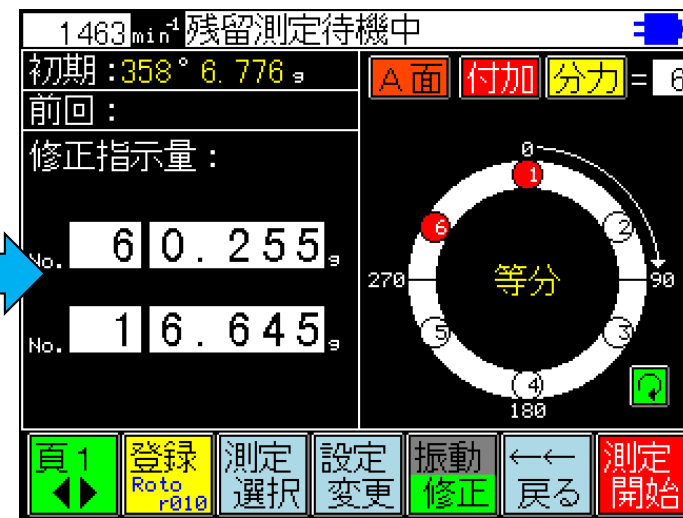 1463 min⁻¹ 残留測定待機中
初期:358° 6.776 g
前回:
修正指示量:
No. 6 0.255 g
No. 1 6.645 g
A面 付加 分力 = 6
0
1
6 2
270 等分 90
5 3
4
180
頁1 登録 Roto r010 測定選択 設定変更 振動修正 ←← 戻る 測定開始